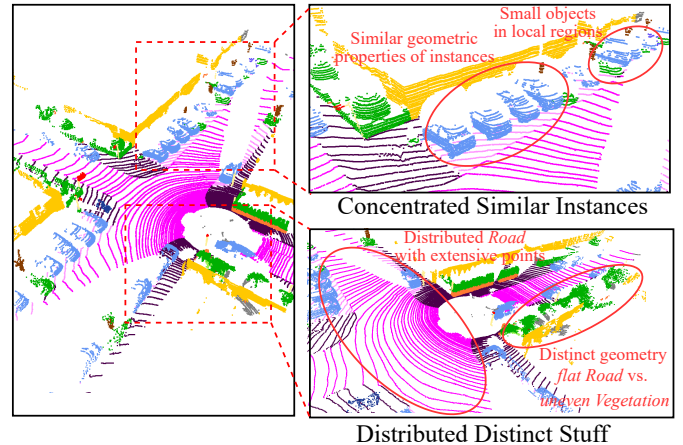 Small objects
in local regions
Similar geometric
properties of instances
Concentrated Similar Instances
Distributed Road
with extensive points
Distinct geometry
flat Road vs.
uneven Vegetation
Distributed Distinct Stuff